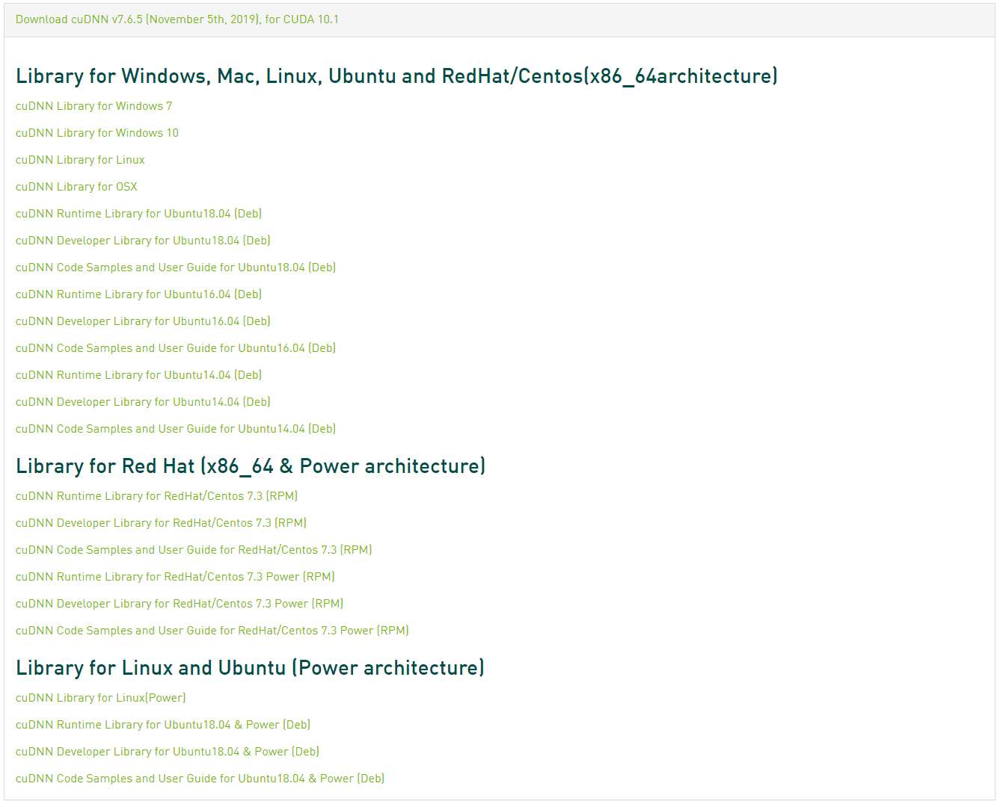 Download cuDNN v7.6.5 (November 5th, 2019), for CUDA 10.1
Library for Windows, Mac, Linux, Ubuntu and RedHat/Centos(x86_64architecture)
cuDNN Library for Windows 7
cuDNN Library for Windows 10
cuDNN Library for Linux
cuDNN Library for OSX
cuDNN Runtime Library for Ubuntu18.04 (Deb)
cuDNN Developer Library for Ubuntu18.04 (Deb)
cuDNN Code Samples and User Guide for Ubuntu18.04 (Deb)
cuDNN Runtime Library for Ubuntu16.04 (Deb)
cuDNN Developer Library for Ubuntu16.04 (Deb)
cuDNN Code Samples and User Guide for Ubuntu16.04 (Deb)
cuDNN Runtime Library for Ubuntu14.04 (Deb)
cuDNN Developer Library for Ubuntu14.04 (Deb)
cuDNN Code Samples and User Guide for Ubuntu14.04 (Deb)
Library for Red Hat (x86_64 & Power architecture)
cuDNN Runtime Library for RedHat/Centos 7.3 (RPM)
cuDNN Developer Library for RedHat/Centos 7.3 (RPM)
cuDNN Code Samples and User Guide for RedHat/Centos 7.3 (RPM)
cuDNN Runtime Library for RedHat/Centos 7.3 Power (RPM)
cuDNN Developer Library for RedHat/Centos 7.3 Power (RPM)
cuDNN Code Samples and User Guide for RedHat/Centos 7.3 Power (RPM)
Library for Linux and Ubuntu (Power architecture)
cuDNN Library for Linux(Power)
cuDNN Runtime Library for Ubuntu18.04 & Power (Deb)
cuDNN Developer Library for Ubuntu18.04 & Power (Deb)
cuDNN Code Samples and User Guide for Ubuntu18.04 & Power (Deb)